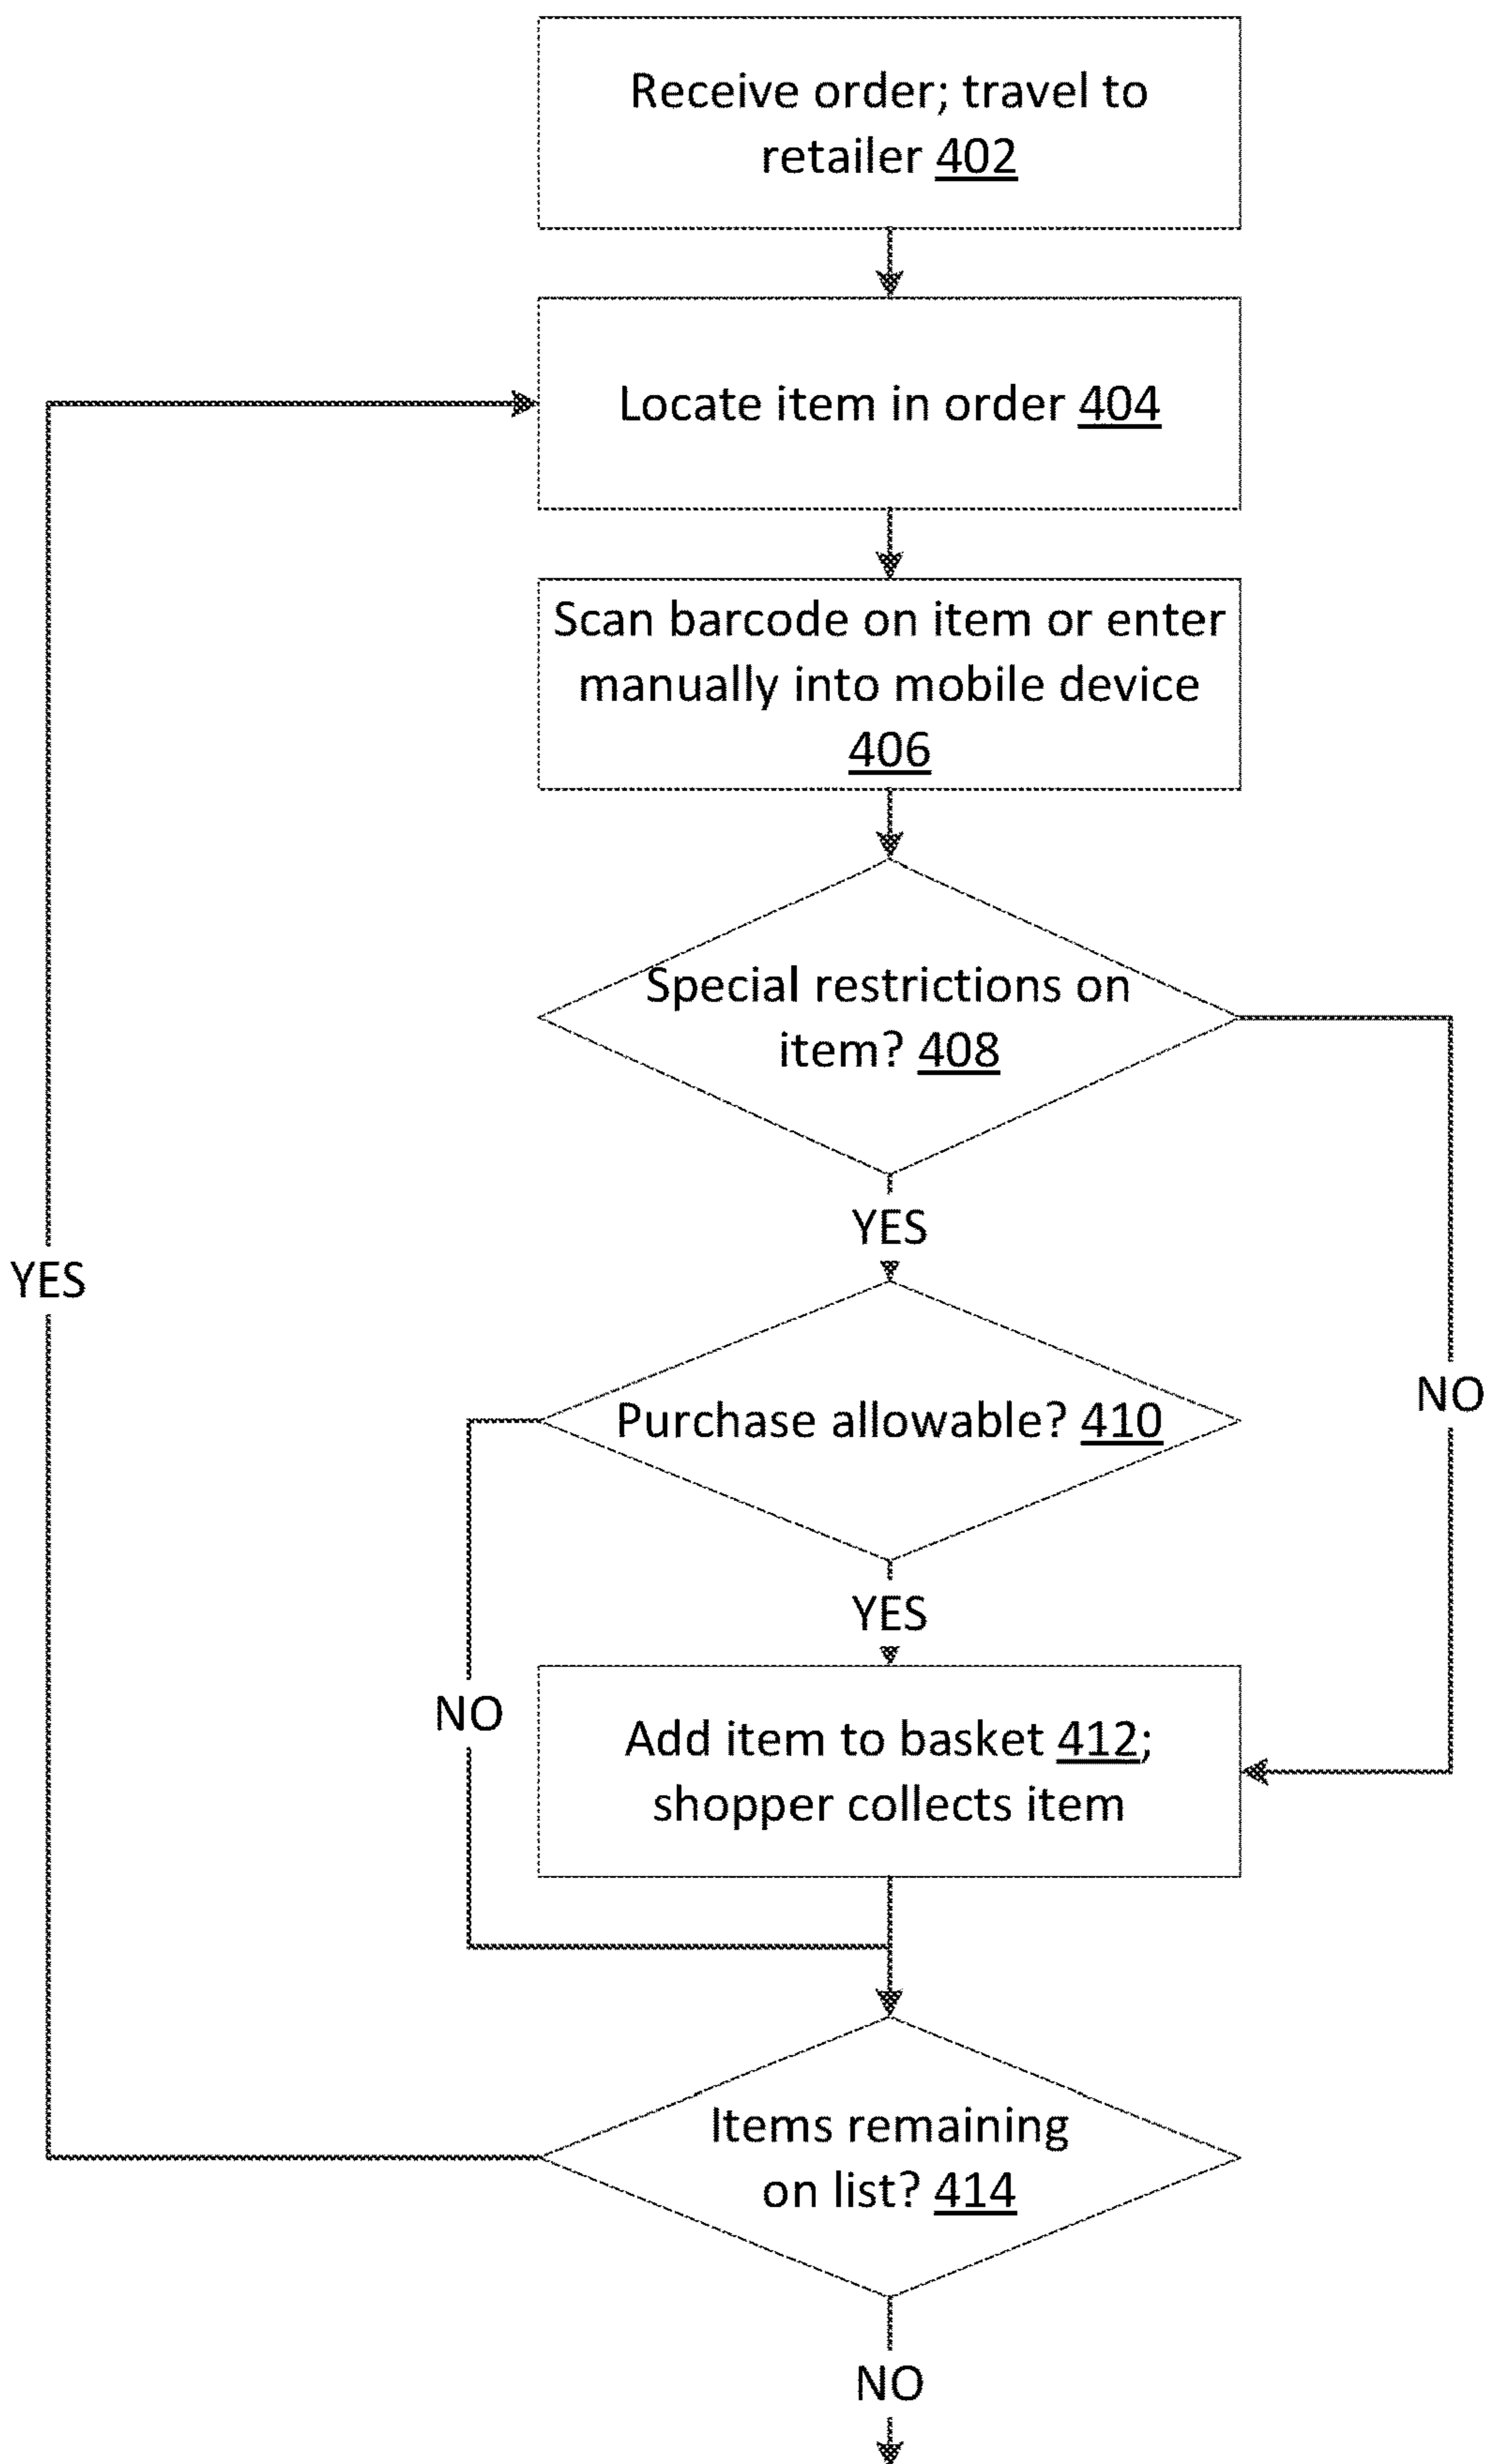 Receive order; travel to
retailer 402
Locate item in order 404
Scan barcode on item or enter
manually into mobile device
406
Special restrictions on
item? 408
YES
YES
NO
Purchase allowable? 410
YES
NO
Add item to basket 412;
shopper collects item
Items remaining
on list? 414
NO